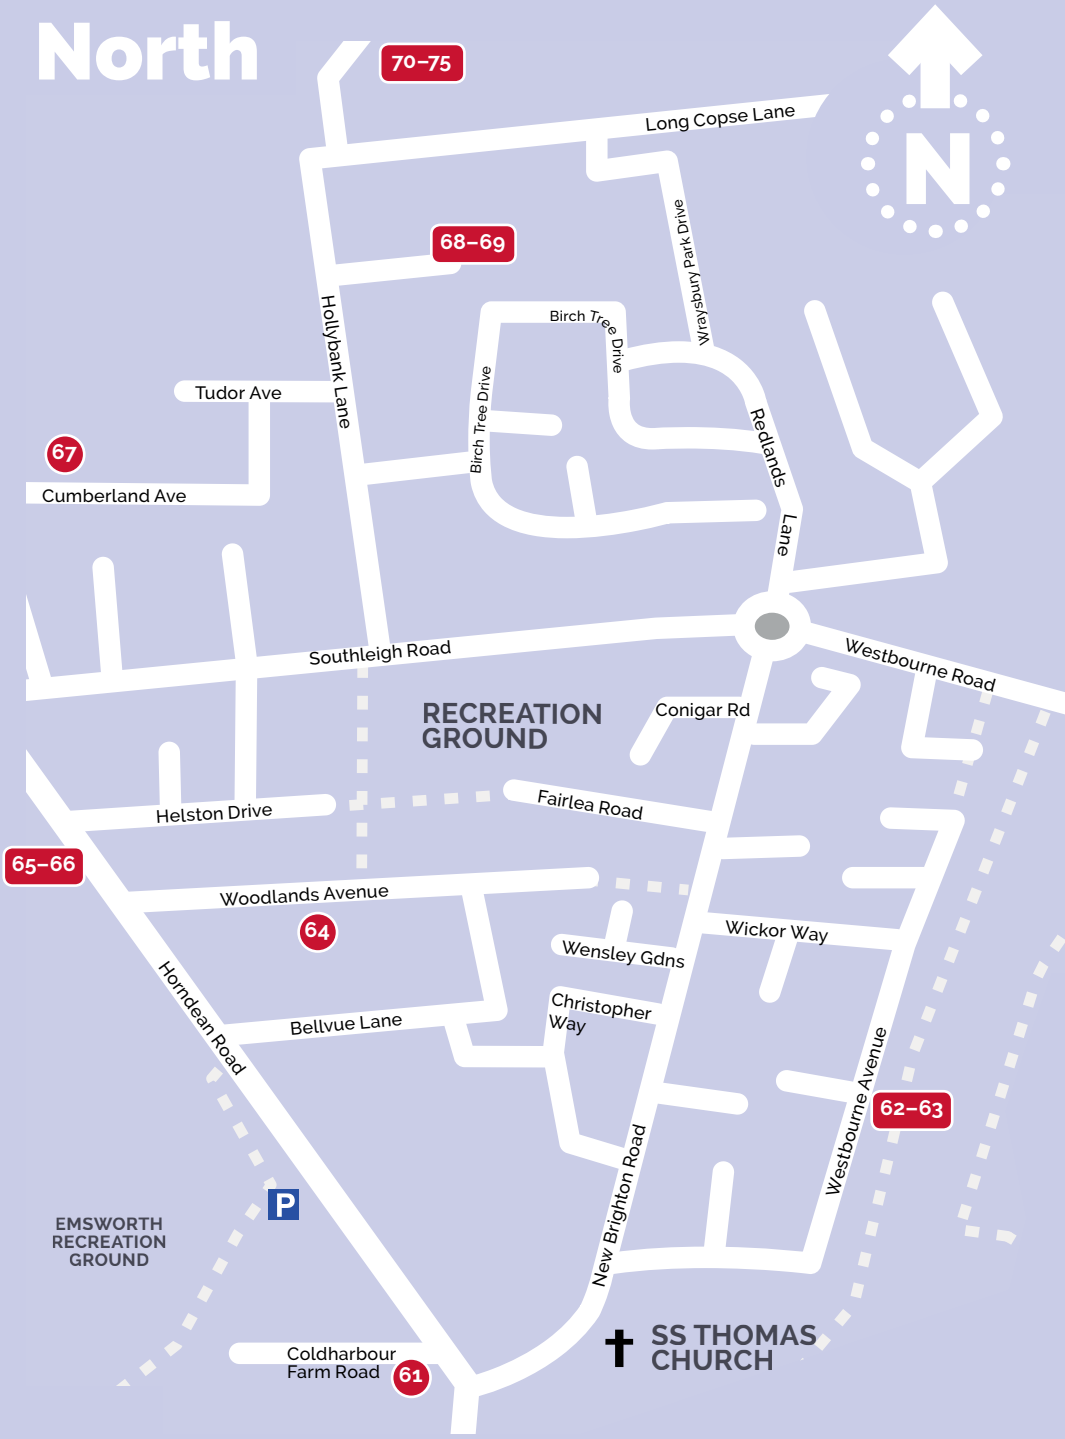 North
70–75
Long Copse Lane
N
Wraysbury Park Drive
68–69
Hollybank Lane
Birch Tree Drive
Birch Tree Drive
Tudor Ave
Redlands
Lane
67
Cumberland Ave
Southleigh Road
Westbourne Road
RECREATION
GROUND
Conigar Rd
Fairlea Road
Helston Drive
65–66
Woodlands Avenue
64
Wickor Way
Wensley Gdns
Horndean Road
Christopher
Way
Bellvue Lane
Westbourne Avenue
62–63
New Brighton Road
P
EMSWORTH
RECREATION
GROUND
SS THOMAS
CHURCH
Coldharbour
Farm Road
61